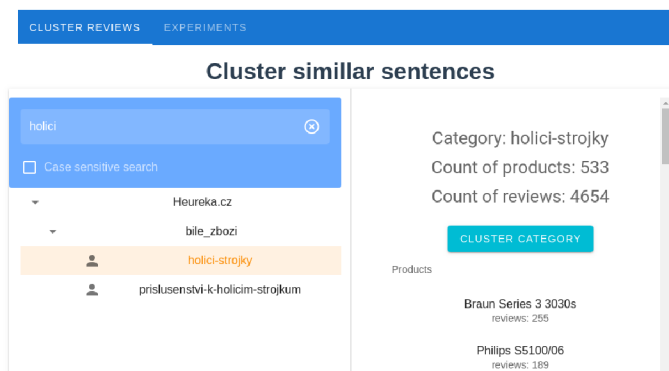 CLUSTER REVIEWS EXPERIMENTS
Cluster simillar sentences
holici
Case sensitive search
Heureka.cz
bile_zbozi
holici-strojky
prislusenstvi-k-holicim-strojkum
Category: holici-strojky
Count of products: 533
Count of reviews: 4654
CLUSTER CATEGORY
Products
Braun Series 3 3030s
reviews: 255
Philips S5100/06
reviews: 189